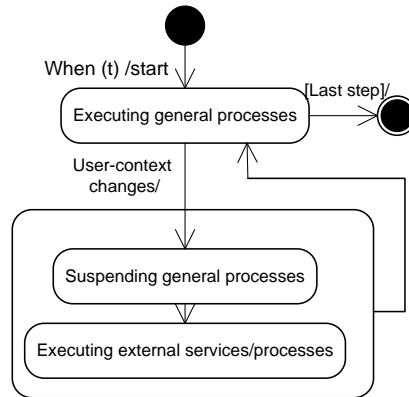 When (t) /start
[Last step]/
Executing general processes
User-context
changes/
Suspending general processes
Executing external services/processes